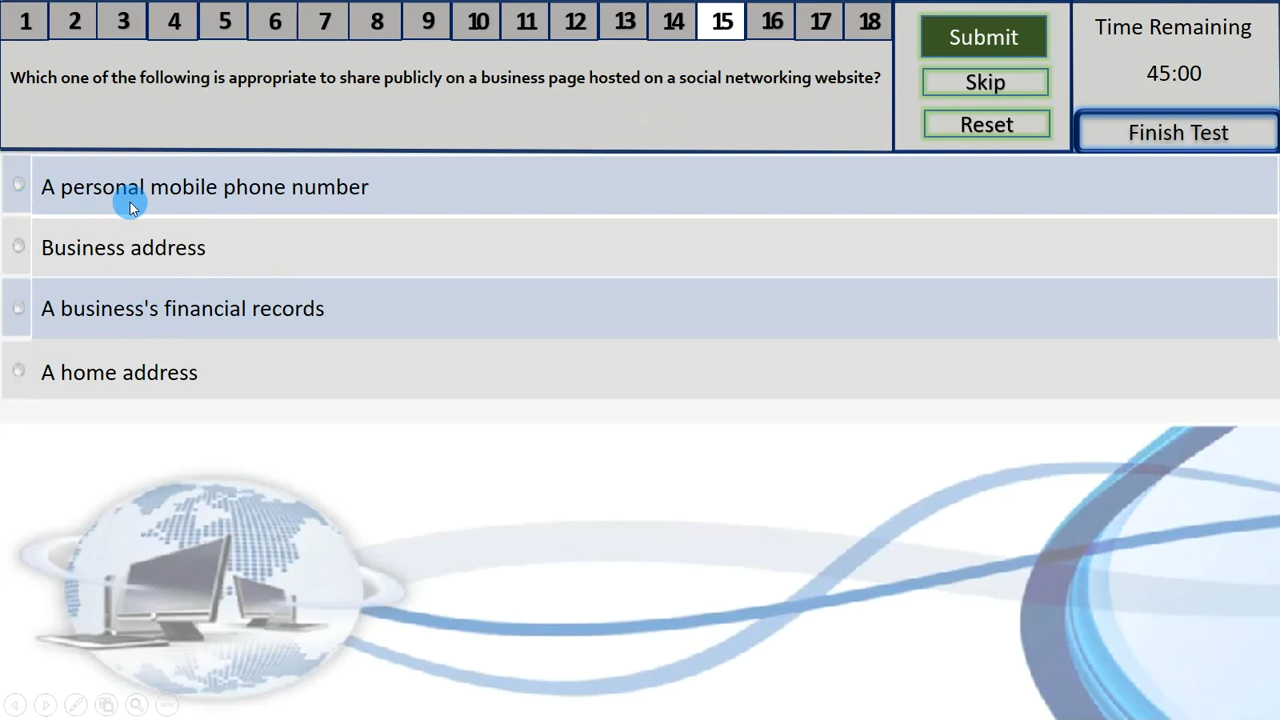 1 2 3 4 5 6 7 8 9 10 11 12 13 14 15 16 17 18
Which one of the following is appropriate to share publicly on a business page hosted on a social networking website?
Submit
Skip
Reset
Time Remaining
45:00
Finish Test
A personal mobile phone number
Business address
A business's financial records
A home address